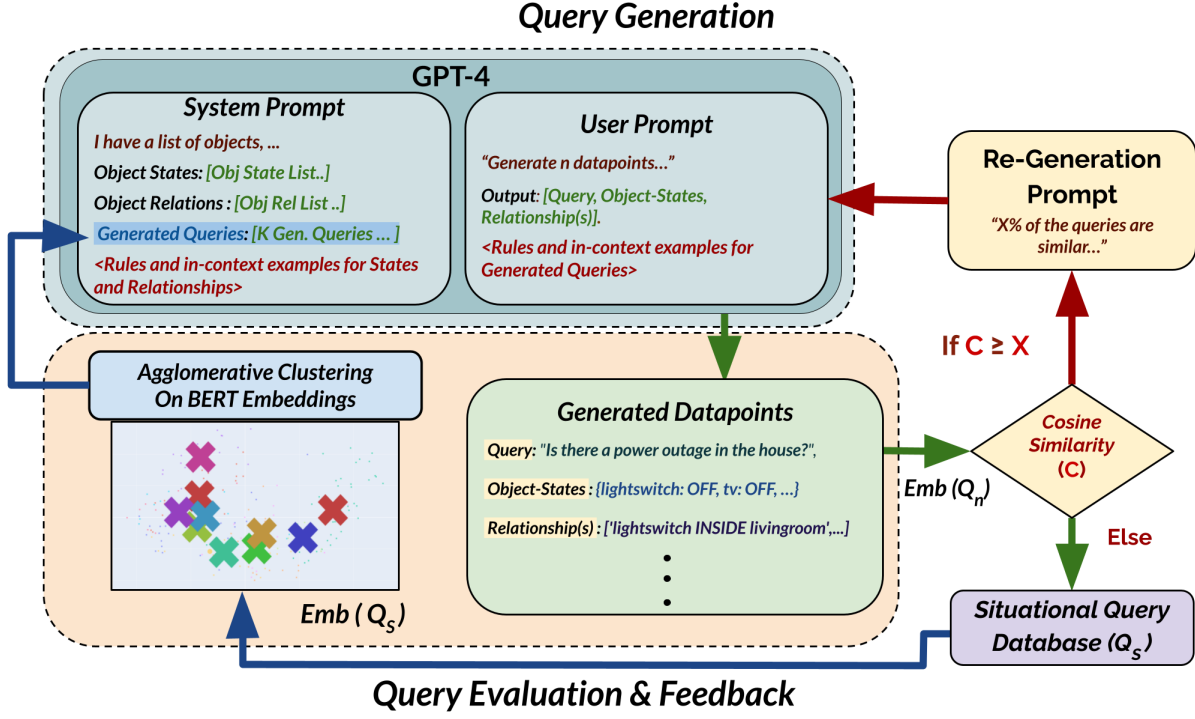 Query Generation
GPT-4
System Prompt
I have a list of objects, ...
Object States: [Obj State List..]
Object Relations : [Obj Rel List ..]
Generated Queries: [K Gen. Queries ... ]
<Rules and in-context examples for States
and Relationships>
User Prompt
“Generate n datapoints...”
Output: [Query, Object-States,
Relationship(s)].
<Rules and in-context examples for
Generated Queries>
Re-Generation
Prompt
“X% of the queries are
similar...”
If C ≥ X
Cosine
Similarity
(C)
Else
Agglomerative Clustering
On BERT Embeddings
Emb ( Qs)
Generated Datapoints
Query: "Is there a power outage in the house?",
Object-States: {lightswitch: OFF, tv: OFF, ...}
Relationship(s) : ['lightswitch INSIDE livingroom',...]
Emb (Qn)
Situational Query
Database (Qs)
Query Evaluation & Feedback